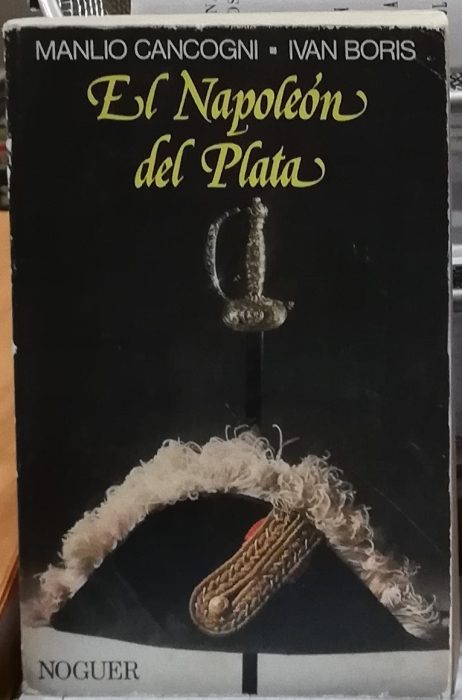 MANLIO CANCOGNI ▪ IVAN BORIS
El Napoleón
del Plata
NOGUER